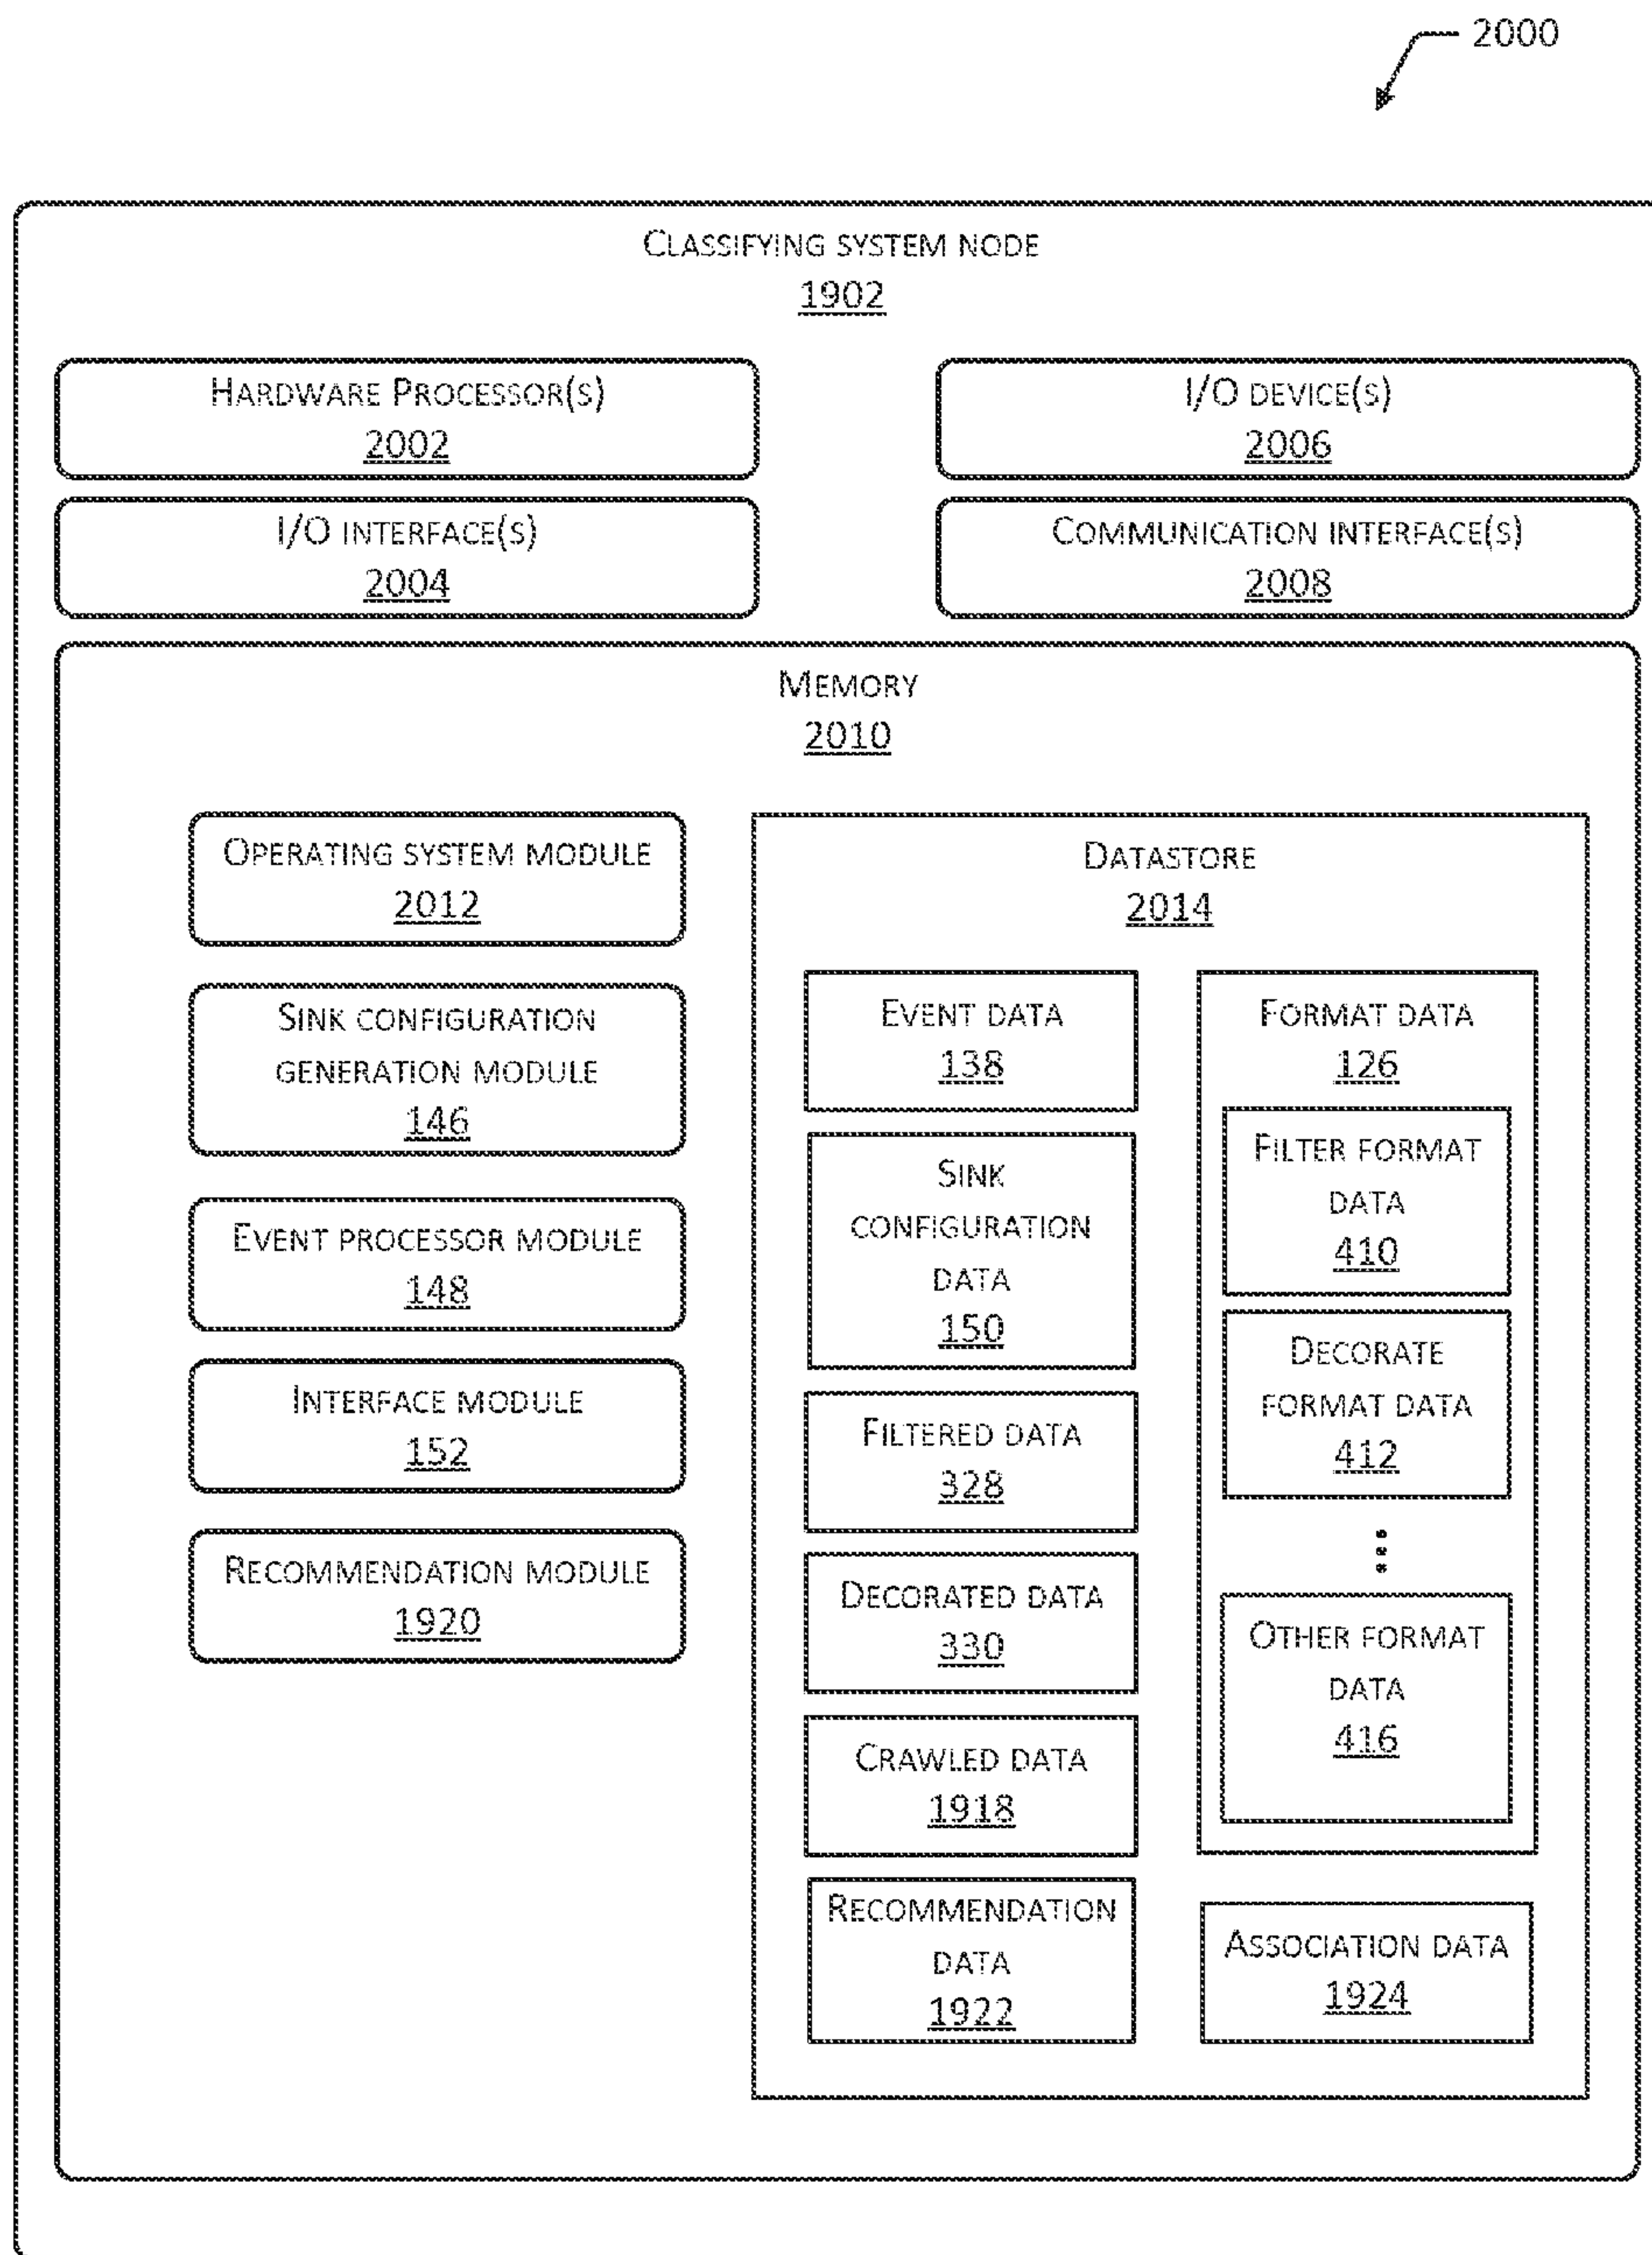 2000
Classifying system node
1902
Hardware Processor(s)
2002
I/O device(s)
2006
I/O interface(s)
2004
Communication interface(s)
2008
Memory
2010
Operating system module
2012
Sink configuration
generation module
146
Event processor module
148
Interface module
152
Recommendation module
1920
Datastore
2014
Event data
138
Sink
configuration
data
150
Filtered data
328
Decorated data
330
Crawled data
1918
Recommendation
data
1922
Format data
126
Filter format
data
410
Decorate
format data
412
Other format
data
416
Association data
1924